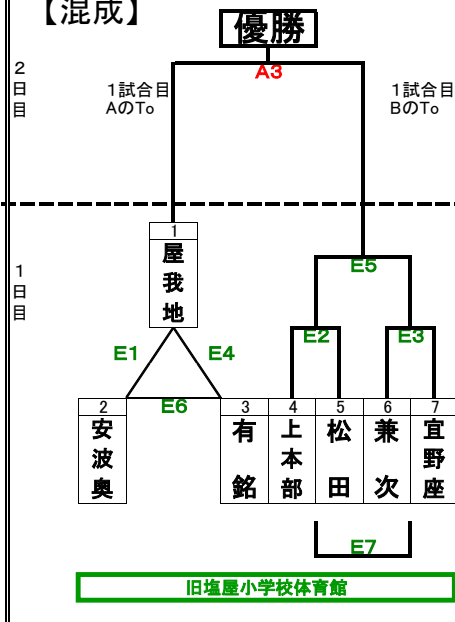 【混成】
優勝
A3
2日目
1試合目
AのTo
1試合目
BのTo
1日目
1
屋我地
E5
E1
E4
E2
E3
E6
2
安波奥
3
有銘
4
上本部
5
松田
6
兼次
7
宜野座
E7
旧塩屋小学校体育館